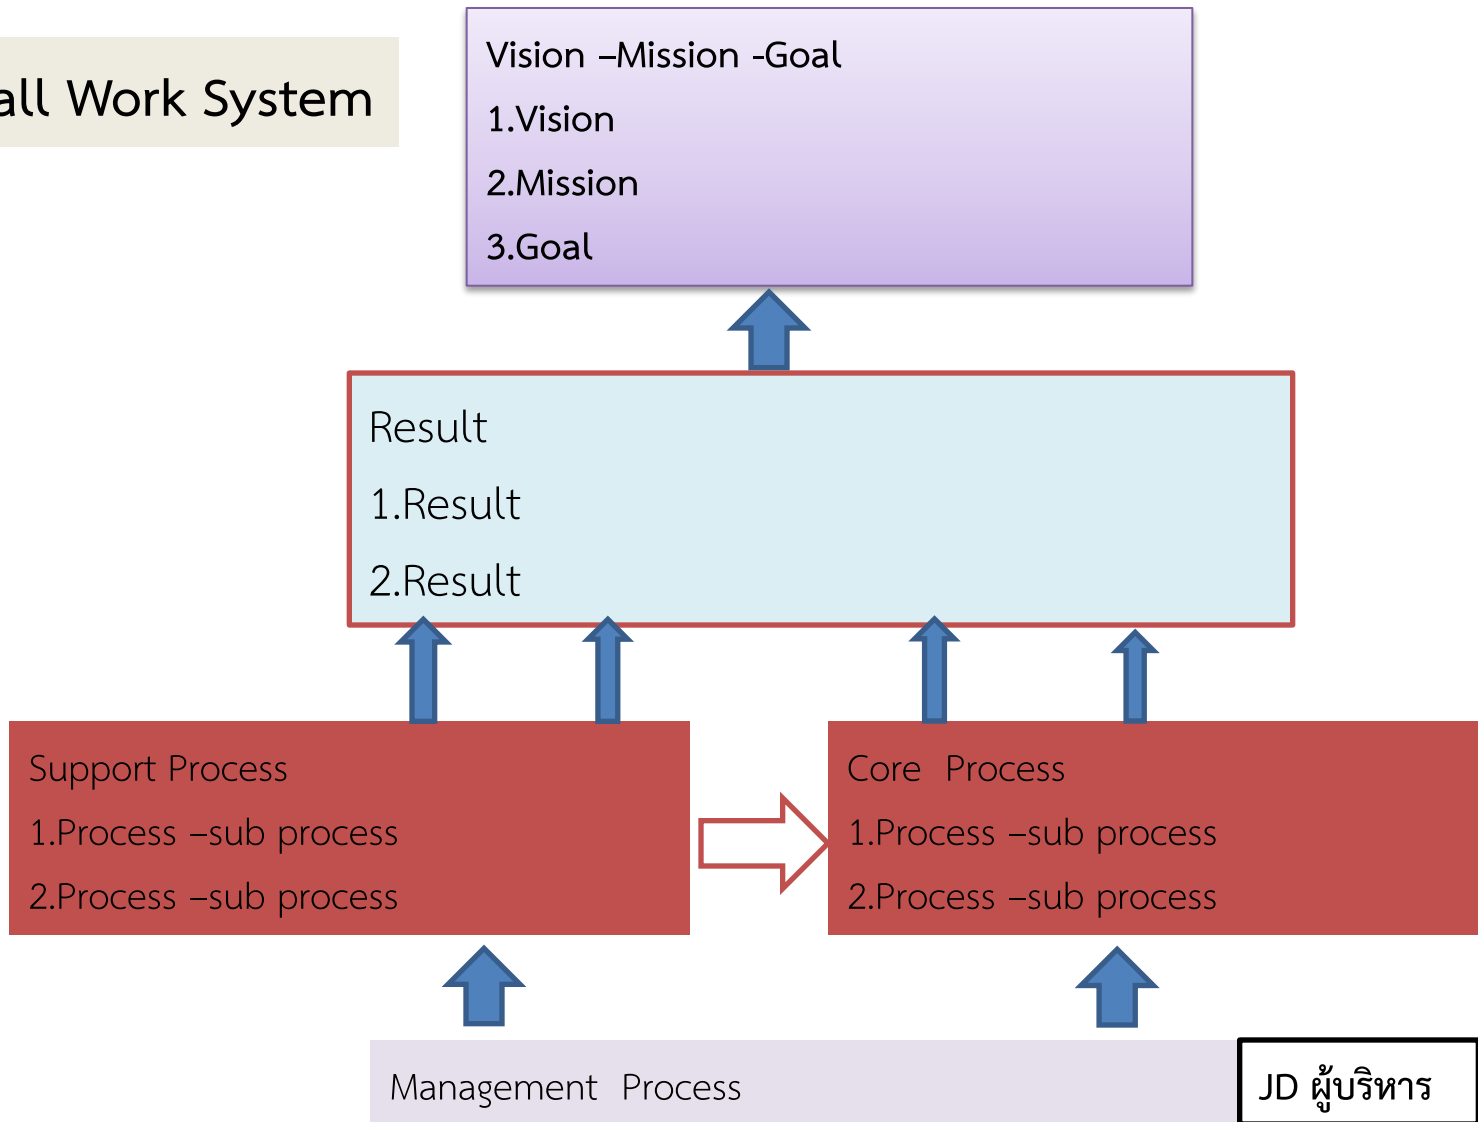 all Work System
Vision –Mission -Goal
1.Vision
2.Mission
3.Goal
Result
1.Result
2.Result
Support Process
1.Process –sub process
2.Process –sub process
Core  Process
1.Process –sub process
2.Process –sub process
Management  Process
JD ผู้บริหาร